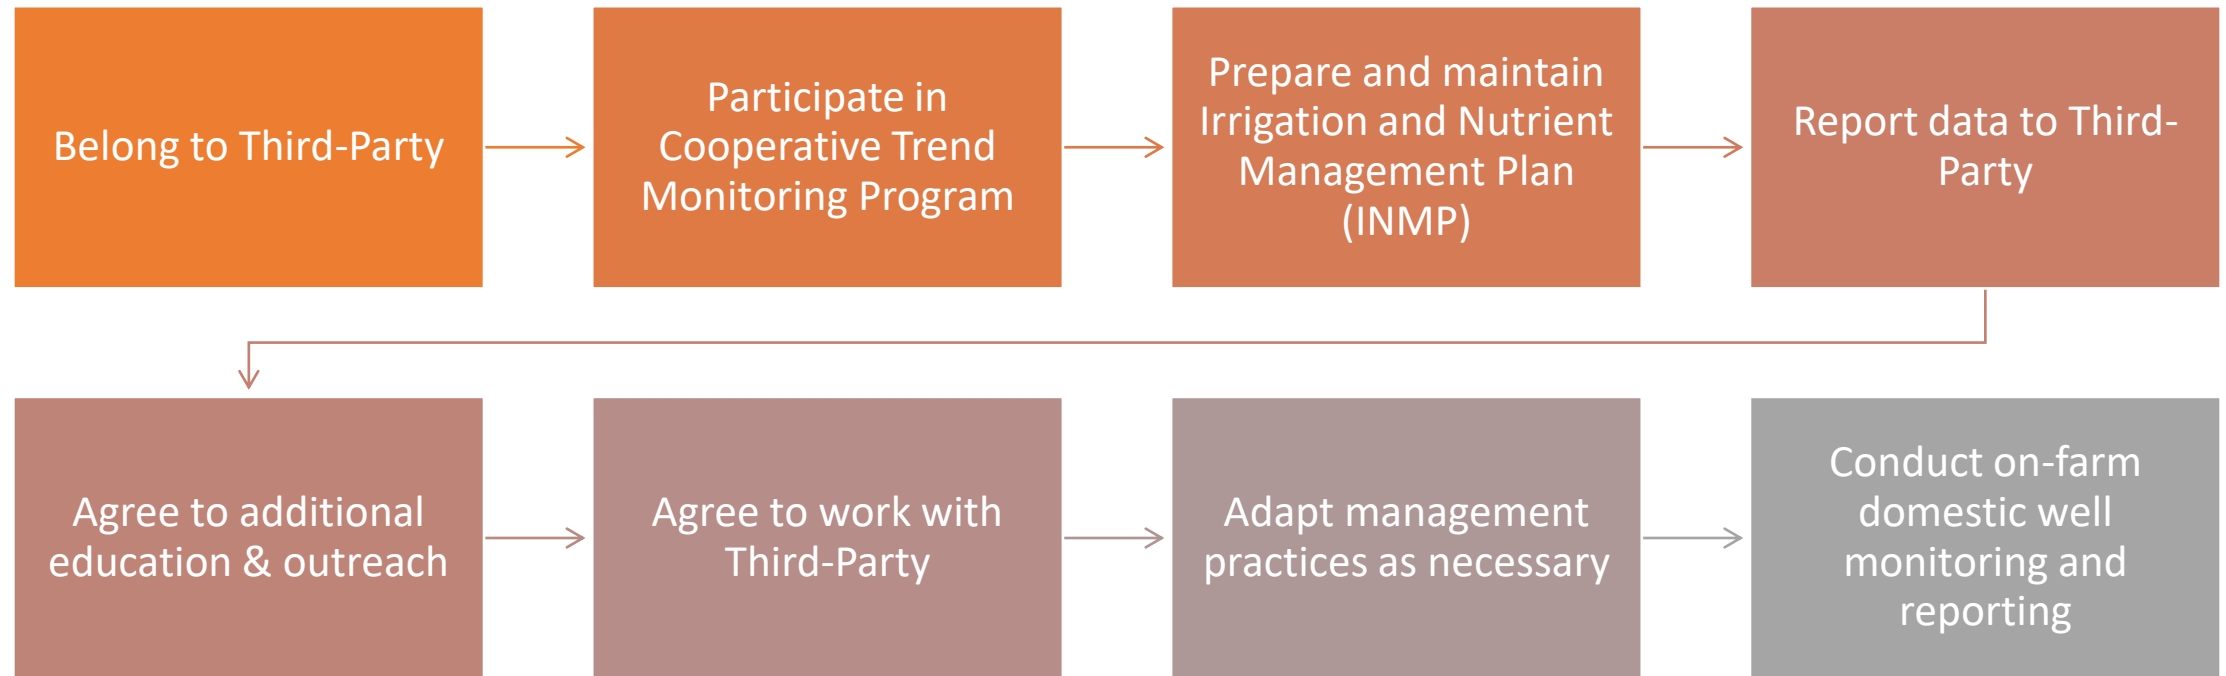 Belong to Third-Party
Participate in
Cooperative Trend
Monitoring Program
Prepare and maintain
Irrigation and Nutrient
Management Plan
(INMP)
Report data to Third-
Party
Agree to additional
education & outreach
Agree to work with
Third-Party
Adapt management
practices as necessary
Conduct on-farm
domestic well
monitoring and
reporting